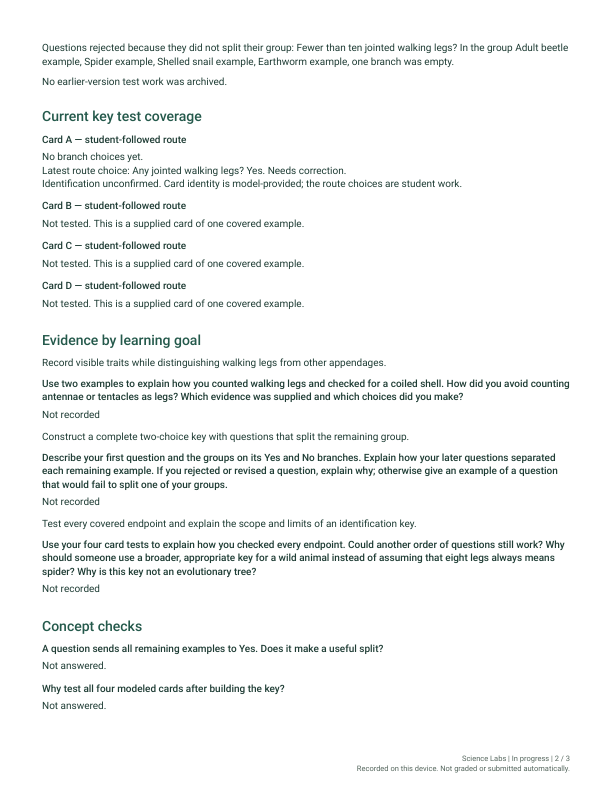 Questions rejected because they did not split their group: Fewer than ten jointed walking legs? In the group Adult beetle
example, Spider example, Shelled snail example, Earthworm example, one branch was empty.
No earlier-version test work was archived.
Current key test coverage
Card A — student-followed route
No branch choices yet.
Latest route choice: Any jointed walking legs? Yes. Needs correction.
Identification unconfirmed. Card identity is model-provided; the route choices are student work.
Card B — student-followed route
Not tested. This is a supplied card of one covered example.
Card C — student-followed route
Not tested. This is a supplied card of one covered example.
Card D — student-followed route
Not tested. This is a supplied card of one covered example.
Evidence by learning goal
Record visible traits while distinguishing walking legs from other appendages.
Use two examples to explain how you counted walking legs and checked for a coiled shell. How did you avoid counting
antennae or tentacles as legs? Which evidence was supplied and which choices did you make?
Not recorded
Construct a complete two-choice key with questions that split the remaining group.
Describe your first question and the groups on its Yes and No branches. Explain how your later questions separated
each remaining example. If you rejected or revised a question, explain why; otherwise give an example of a question
that would fail to split one of your groups.
Not recorded
Test every covered endpoint and explain the scope and limits of an identification key.
Use your four card tests to explain how you checked every endpoint. Could another order of questions still work? Why
should someone use a broader, appropriate key for a wild animal instead of assuming that eight legs always means
spider? Why is this key not an evolutionary tree?
Not recorded
Concept checks
A question sends all remaining examples to Yes. Does it make a useful split?
Not answered.
Why test all four modeled cards after building the key?
Not answered.
Science Labs | In progress | 2 / 3
Recorded on this device. Not graded or submitted automatically.